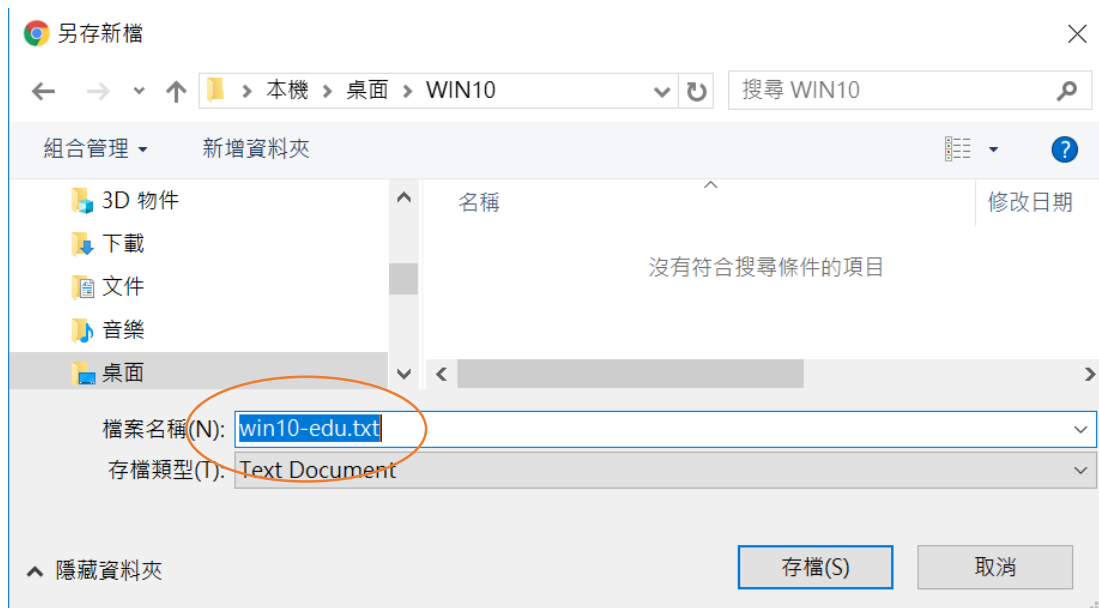 另存新檔
本機 桌面 WIN10 搜尋 WIN10
組合管理 新增資料夾 ?
3D 物件 名稱 修改日期
下載
沒有符合搜尋條件的項目
文件
音樂
桌面
檔案名稱(N): win10-edu.txt
存檔類型(T): Text Document
隱藏資料夾 存檔(S) 取消